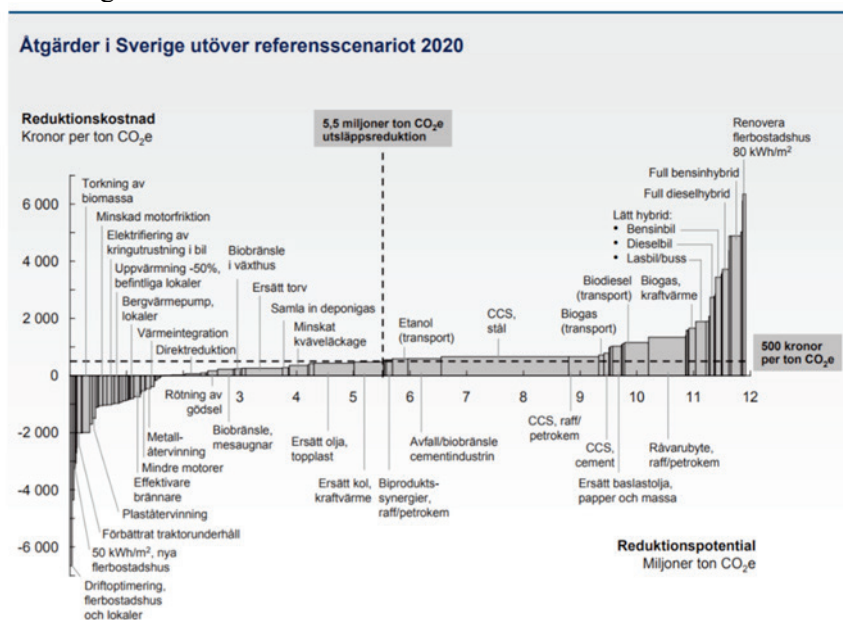 Åtgärder i Sverige utöver referensscenariot 2020
Reduktionskostnad
Kronor per ton CO₂e
5,5 miljoner ton CO₂e
utsläppsreduktion
Renovera
flerbostadshus
80 kWh/m²
Torkning av
biomassa
Full bensinhybrid
6 000
Minskad motorfriktion
Full dieselhybrid
Elektrifiering av
kringutrustning i bil
Lätt hybrid:
• Bensinbil
• Dieselbil
• Lasbil/buss
Biobränsle
i växthus
4 000
Uppvärmning -50%,
befintliga lokaler
Ersätt torv
Biodiesel
(transport)
Biogas,
kraftvärme
Bergvärmepump,
lokaler
Samla in deponigas
CCS,
stål
Etanol
(transport)
Biogas
(transport)
2 000
Värmeintegration
Minskat
kväveläckage
Direktreduktion
500 kronor
per ton CO₂e
0
3
4
5
6
7
8
9
10
11
12
Rötning av
gödsel
-2 000
Metall-
återvinning
Biobränsle,
mesaugnar
Ersätt olja,
topplast
Avfall/biobränsle
cementindustrin
CCS, raff/
petrokem
CCS,
cement
Råvarubyte,
raff/petrokem
Mindre motorer
Effektivare
brännare
Ersätt kol,
kraftvärme
Biprodukts-
synergier,
raff/petrokem
Ersätt baslastolja,
papper och massa
-4 000
Plaståtervinning
Förbättrat traktorunderhåll
-6 000
50 kWh/m², nya
flerbostadshus
Reduktionspotential
Miljoner ton CO₂e
Driftoptimering,
flerbostadshus
och lokaler